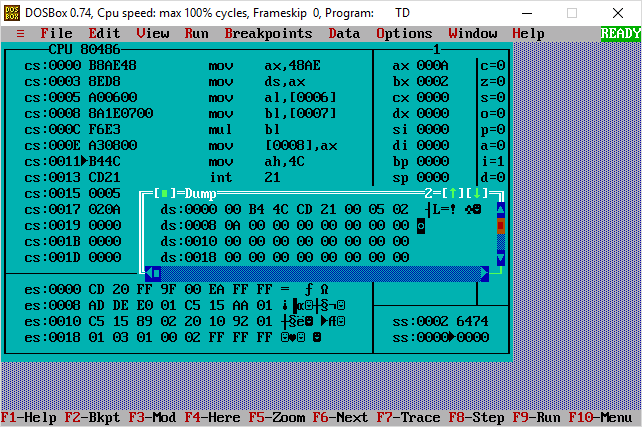 DOSBox 0.74, Cpu speed: max 100% cycles, Frameskip 0, Program: TD
≡ File Edit View Run Breakpoints Data Options Window Help READY
CPU 80486 1
cs:0000 B8AE48 mov ax,48AE ax 000A c=0
cs:0003 8ED8 mov ds,ax bx 0002 z=0
cs:0005 A00600 mov al,[0006] cx 0000 s=0
cs:0008 8A1E0700 mov bl,[0007] dx 0000 o=0
cs:000C F6E3 mul bl si 0000 p=0
cs:000E A30800 mov [0008],ax di 0000 a=0
cs:0011►B44C mov ah,4C bp 0000 i=1
cs:0013 CD21 int 21 sp 0000 d=0
cs:0015 0005
[■]=Dump 2=[↑][↓]
cs:0017 020A ds:0000 00 B4 4C CD 21 00 05 02 ┤L=! ♣☻
cs:0019 0000 ds:0008 0A 00 00 00 00 00 00 00
cs:001B 0000 ds:0010 00 00 00 00 00 00 00 00
cs:001D 0000 ds:0018 00 00 00 00 00 00 00 00
es:0000 CD 20 FF 9F 00 EA FF FF = ƒ Ω
es:0008 AD DE E0 01 C5 15 AA 01 ¡▐α☺┼§¬☺
es:0010 C5 15 89 02 20 10 92 01 ┼§ë☻ ►Æ☺ ss:0002 6474
es:0018 01 03 01 00 02 FF FF FF ☺♥☺ ☻ ss:0000►0000
F1-Help F2-Bkpt F3-Mod F4-Here F5-Zoom F6-Next F7-Trace F8-Step F9-Run F10-Menu